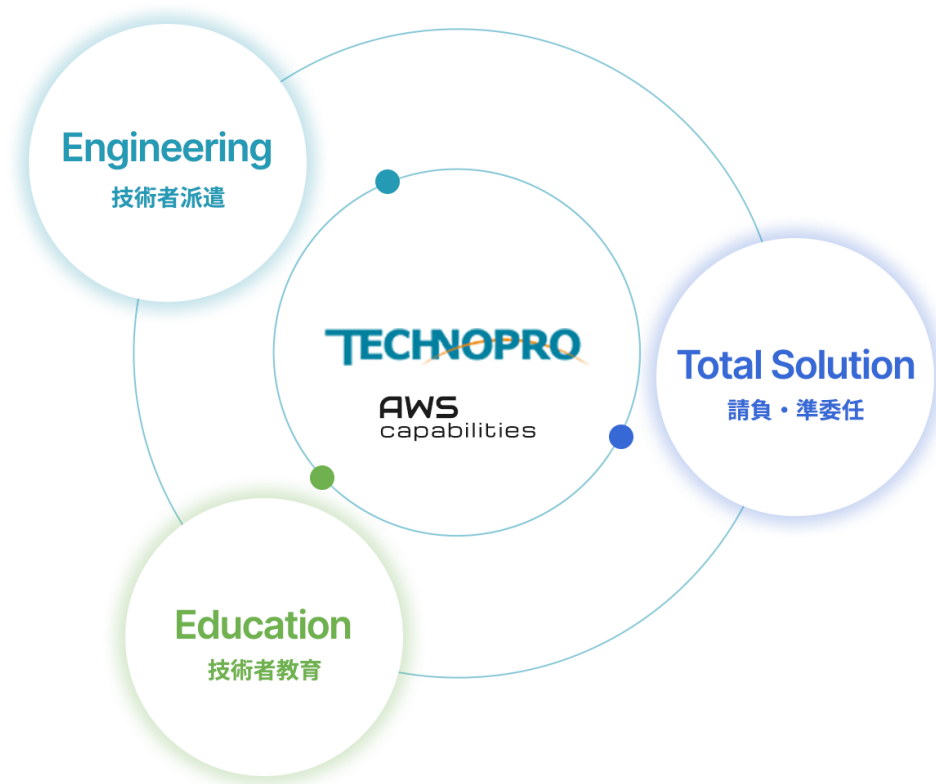 Engineering
技術者派遣
TECHNOPRO
AWS
capabilities
Total Solution
請負・準委任
Education
技術者教育